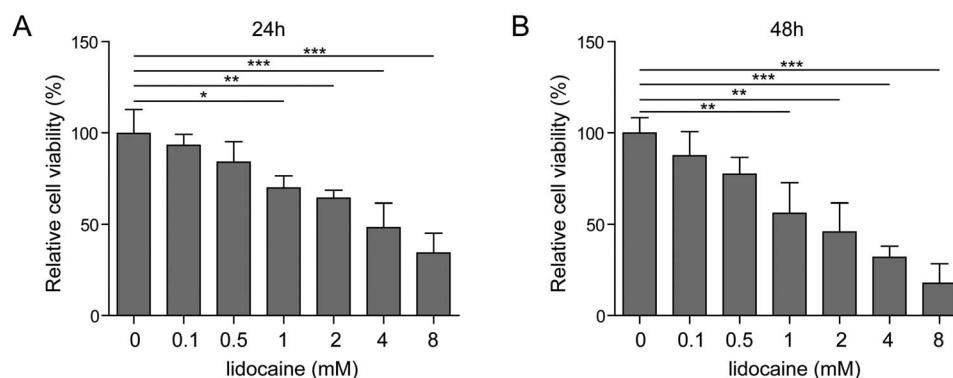 A
24h
Relative cell viability (%)
150
100
50
0
***
***
**
*
0 0.1 0.5 1 2 4 8
lidocaine (mM)
B
48h
Relative cell viability (%)
150
100
50
0
***
***
**
**
0 0.1 0.5 1 2 4 8
lidocaine (mM)